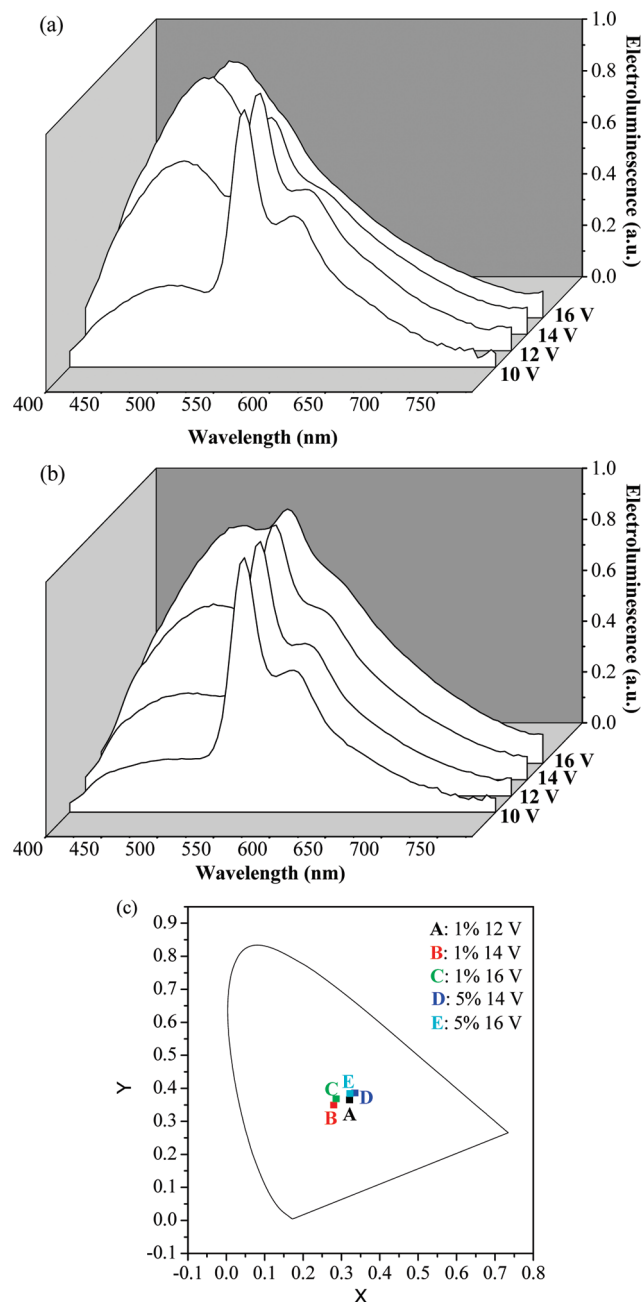 (a)
1.0
0.8
0.6
0.4
0.2
0.0
Electroluminescence (a.u.)
16 V
14 V
12 V
10 V
400 450 500 550 600 650 700 750
Wavelength (nm)
(b)
1.0
0.8
0.6
0.4
0.2
0.0
Electroluminescence (a.u.)
16 V
14 V
12 V
10 V
400 450 500 550 600 650 700 750
Wavelength (nm)
(c)
0.9
0.8
0.7
0.6
0.5
0.4
0.3
0.2
0.1
0.0
-0.1
Y
A: 1% 12 V
B: 1% 14 V
C: 1% 16 V
D: 5% 14 V
E: 5% 16 V
E
C
D
B
A
-0.1 0.0 0.1 0.2 0.3 0.4 0.5 0.6 0.7 0.8
X